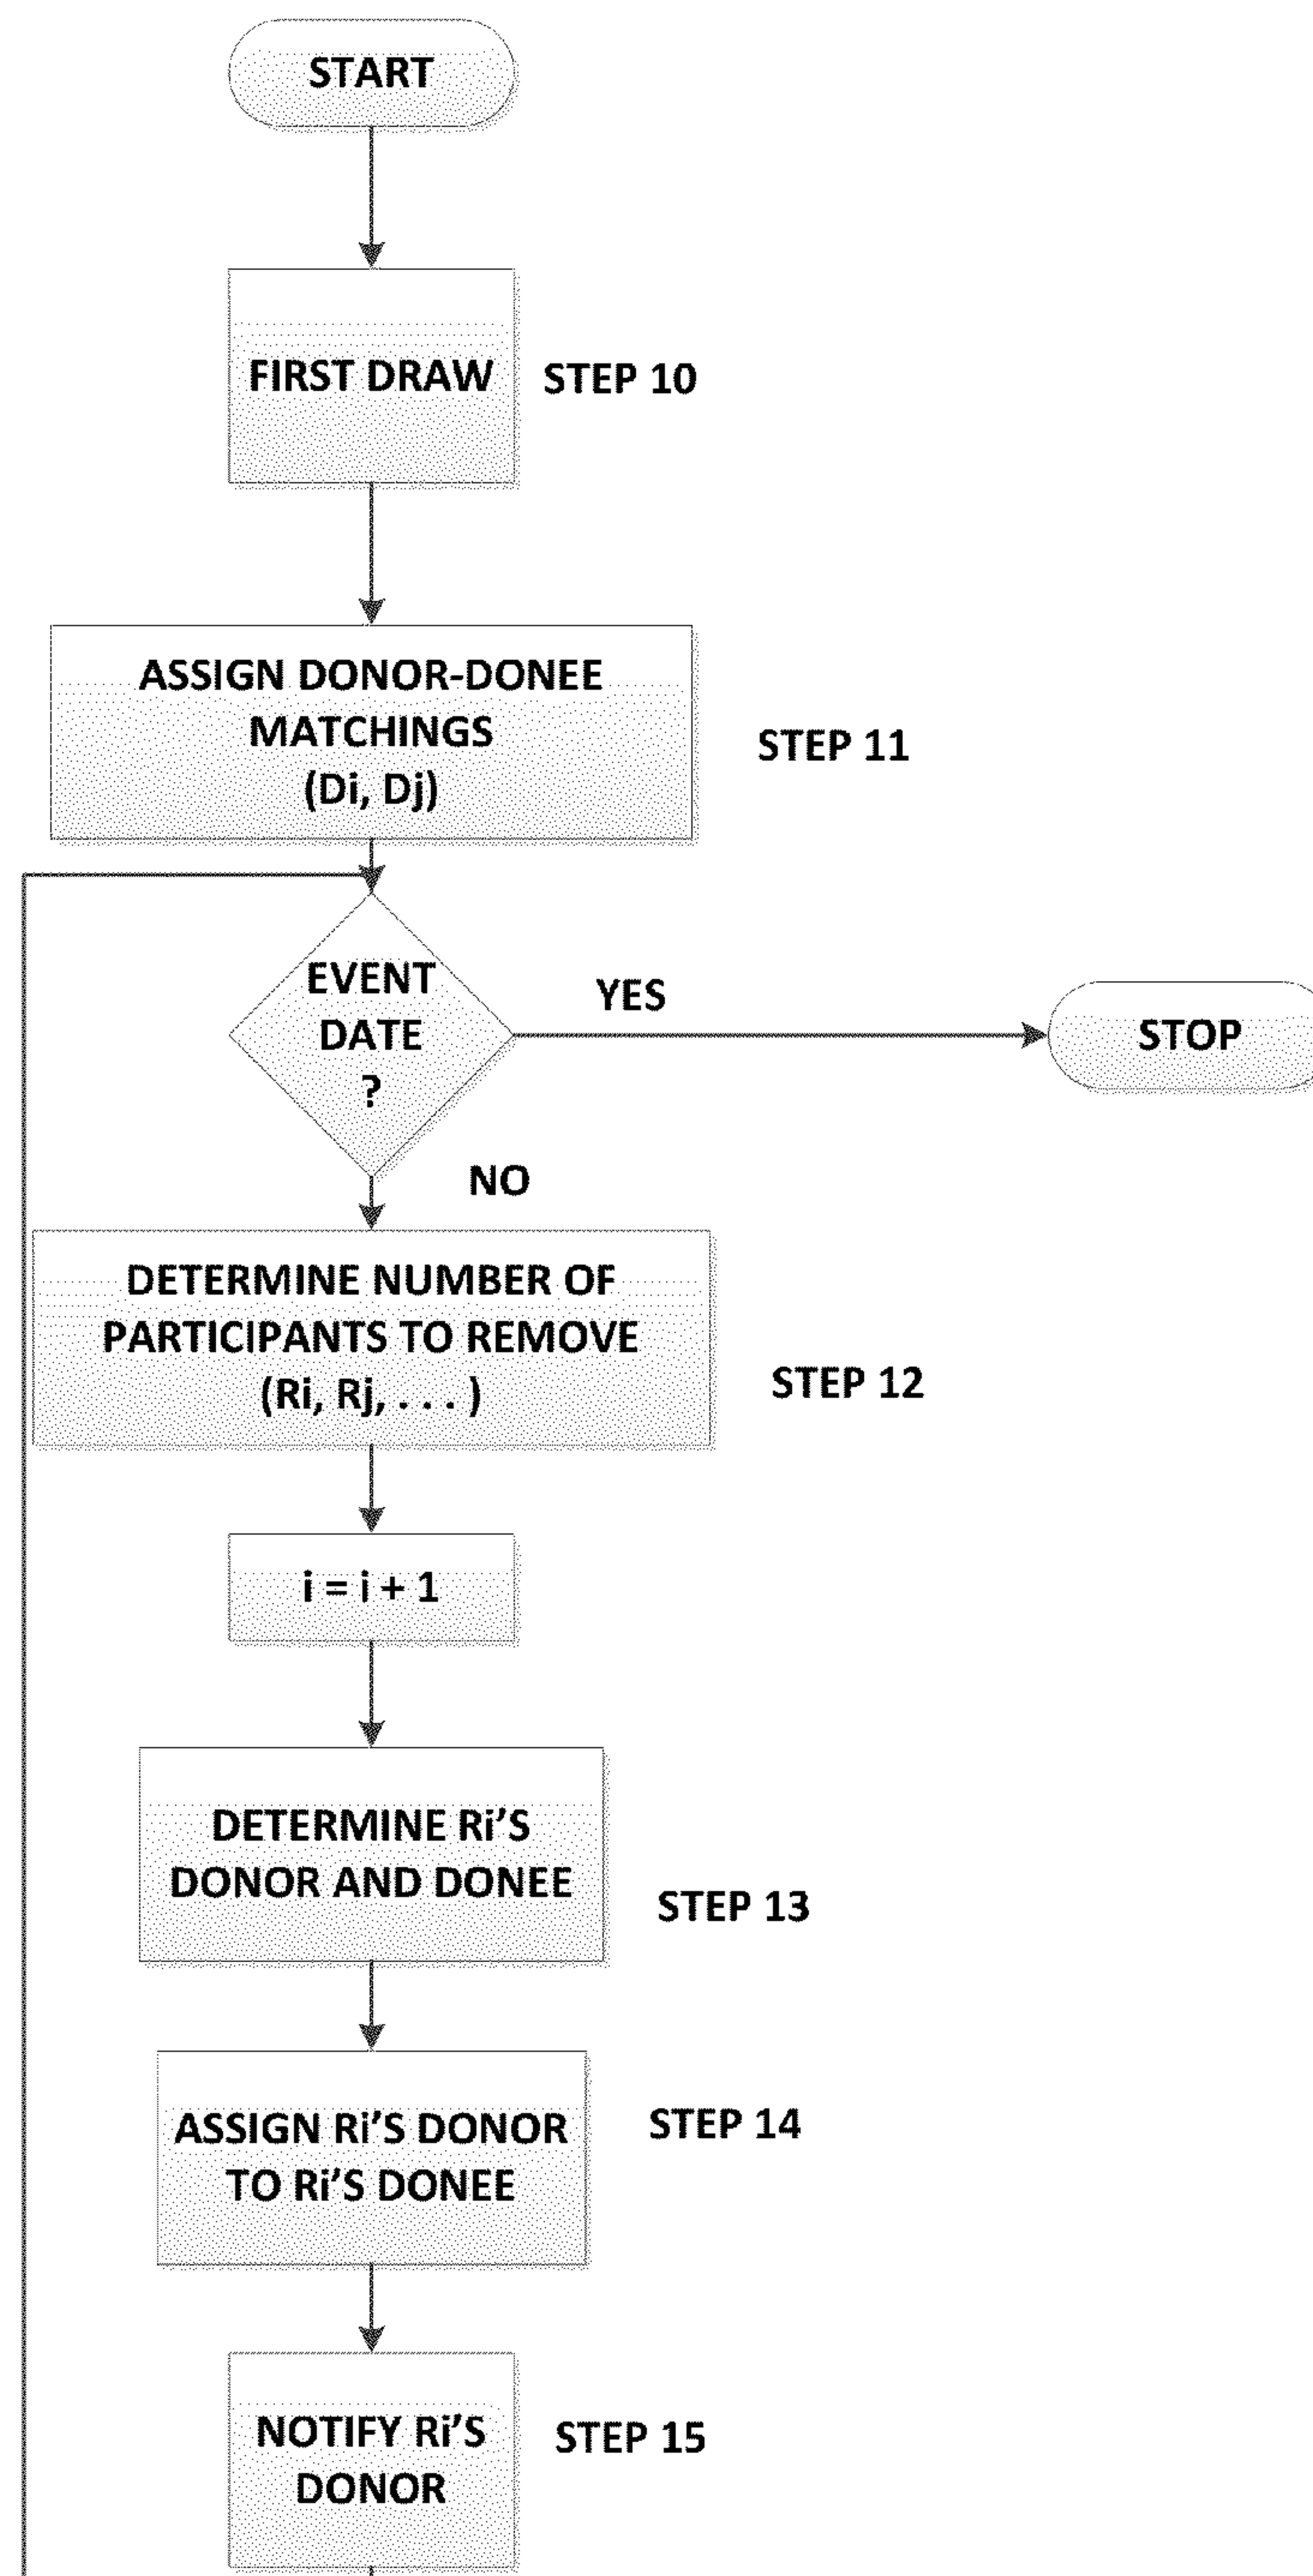 START
FIRST DRAW
STEP 10
ASSIGN DONOR-DONEE
MATCHINGS
(Di, Dj)
STEP 11
EVENT
DATE
?
YES
STOP
NO
DETERMINE NUMBER OF
PARTICIPANTS TO REMOVE
(Ri, Rj, . . . )
STEP 12
i = i + 1
DETERMINE Ri’S
DONOR AND DONEE
STEP 13
ASSIGN Ri’S DONOR
TO Ri’S DONEE
STEP 14
NOTIFY Ri’S
DONOR
STEP 15